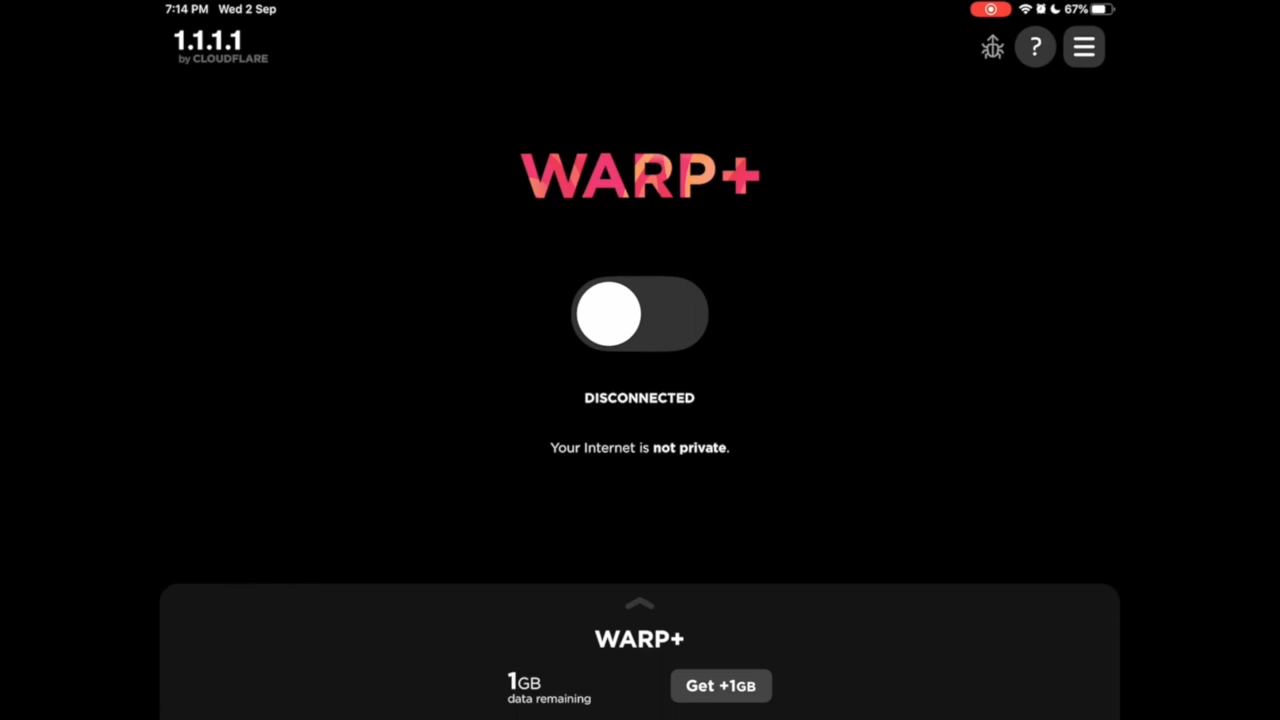 7:14 PM Wed 2 Sep
67%
1.1.1.1
by CLOUDFLARE
?
WARP+
DISCONNECTED
Your Internet is not private.
WARP+
1GB
data remaining
Get +1GB